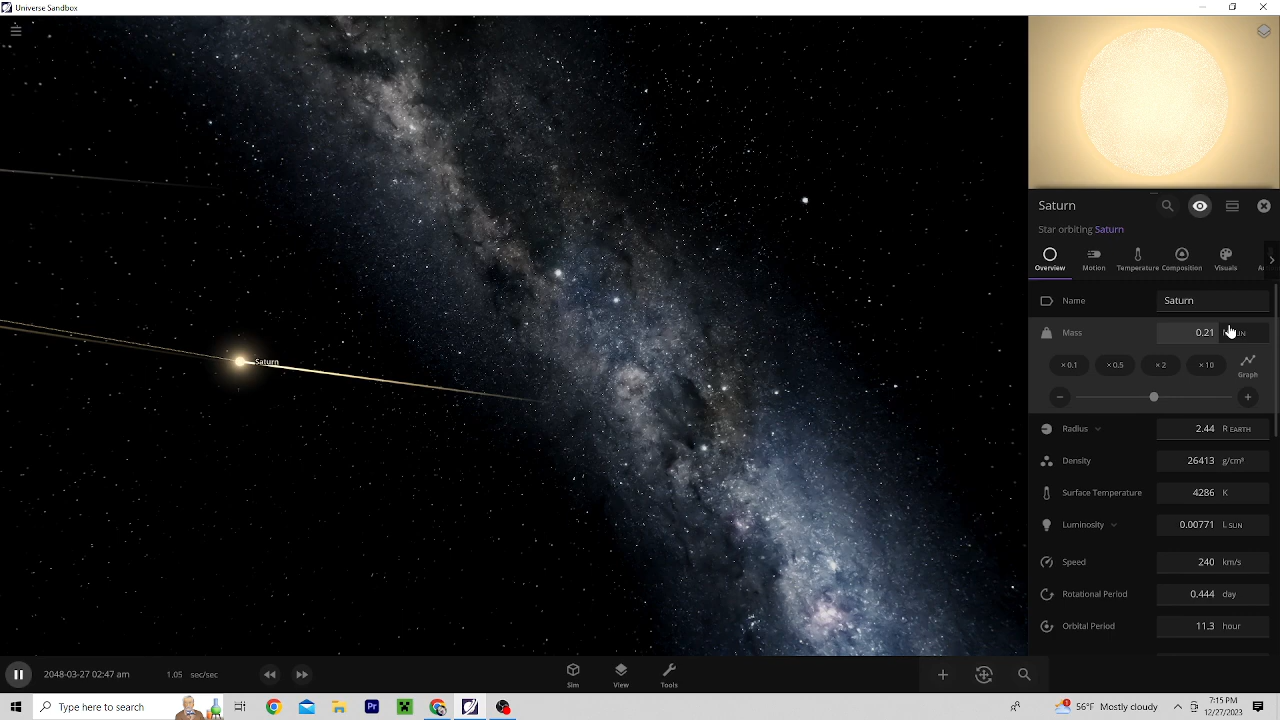 Universe Sandbox
Saturn
Saturn
Star orbiting Saturn
Overview Motion Temperature Composition Visuals
Name Saturn
Mass 0.21
×0.1 ×0.5 ×2 ×10 Graph
Radius 2.44 R EARTH
Density 26413 g/cm³
Surface Temperature 4286 K
Luminosity 0.00771 L SUN
Speed 240 km/s
Rotational Period 0.444 day
Orbital Period 11.3 hour
2048-03-27 02:47 am 1.05 sec/sec
Sim View Tools
Type here to search
Pr
56°F Mostly cloudy
7:15 PM
12/27/2023